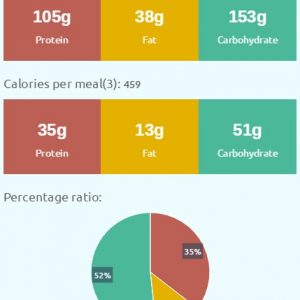 105g 38g 153g
Protein Fat Carbohydrate
Calories per meal(3): 459
35g 13g 51g
Protein Fat Carbohydrate
Percentage ratio:
35%
52%